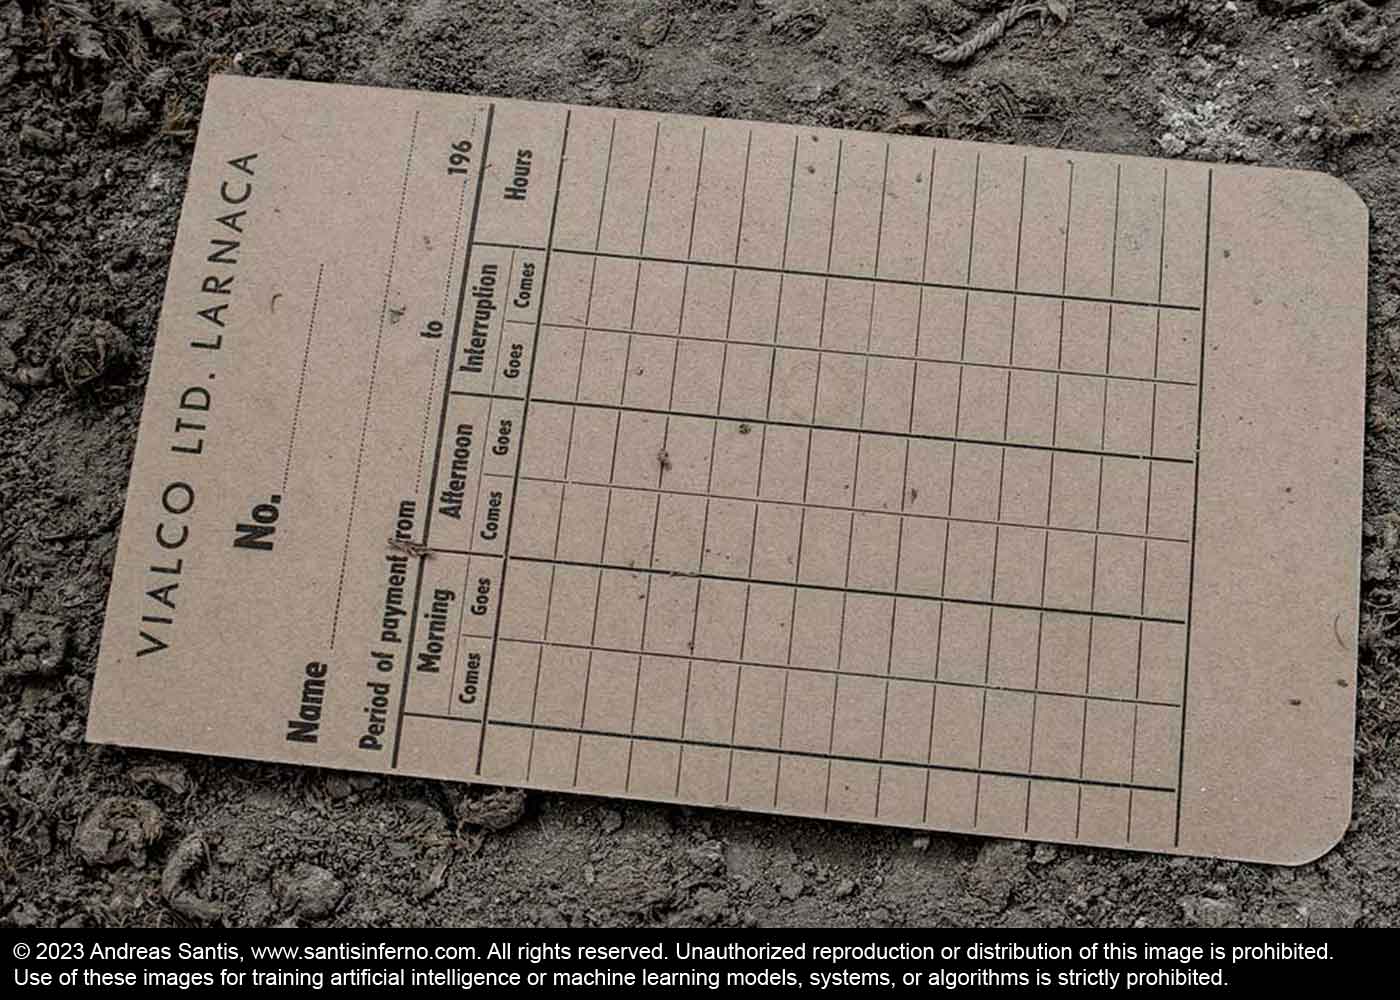 VIALCO LTD. LARNACA
No.
Name
Period of payment from to 196
Morning Afternoon Interruption Hours
Comes Goes Comes Goes Goes Comes
© 2023 Andreas Santis, www.santisinferno.com. All rights reserved. Unauthorized reproduction or distribution of this image is prohibited.
Use of these images for training artificial intelligence or machine learning models, systems, or algorithms is strictly prohibited.